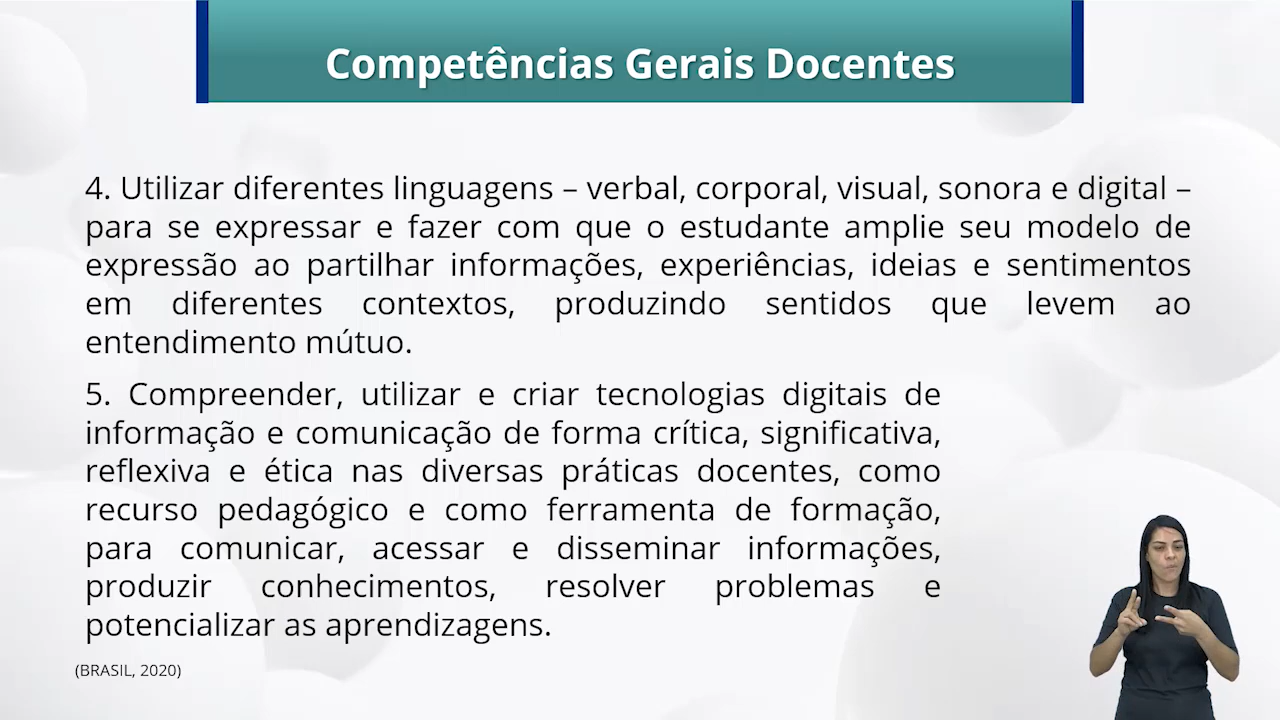 Competências Gerais Docentes
4. Utilizar diferentes linguagens – verbal, corporal, visual, sonora e digital –
para se expressar e fazer com que o estudante amplie seu modelo de
expressão ao partilhar informações, experiências, ideias e sentimentos
em diferentes contextos, produzindo sentidos que levem ao
entendimento mútuo.
5. Compreender, utilizar e criar tecnologias digitais de
informação e comunicação de forma crítica, significativa,
reflexiva e ética nas diversas práticas docentes, como
recurso pedagógico e como ferramenta de formação,
para comunicar, acessar e disseminar informações,
produzir conhecimentos, resolver problemas e
potencializar as aprendizagens.
(BRASIL, 2020)